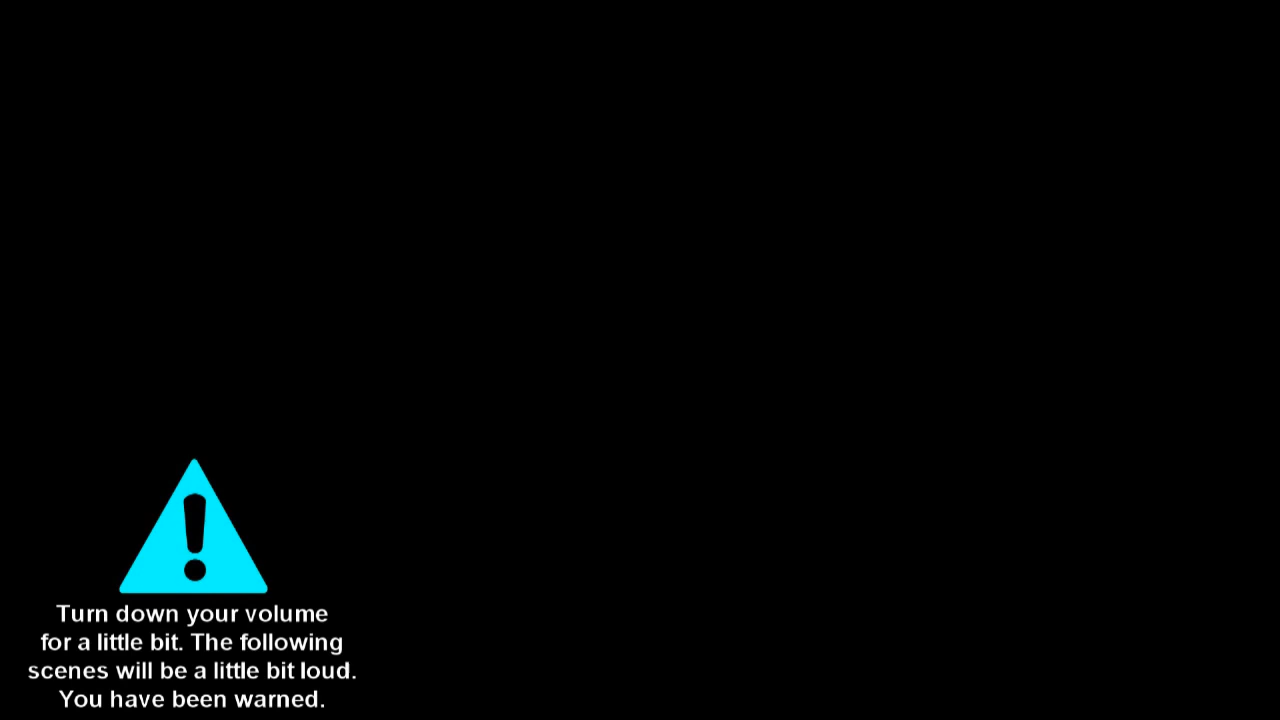 Turn down your volume
for a little bit. The following
scenes will be a little bit loud.
You have been warned.